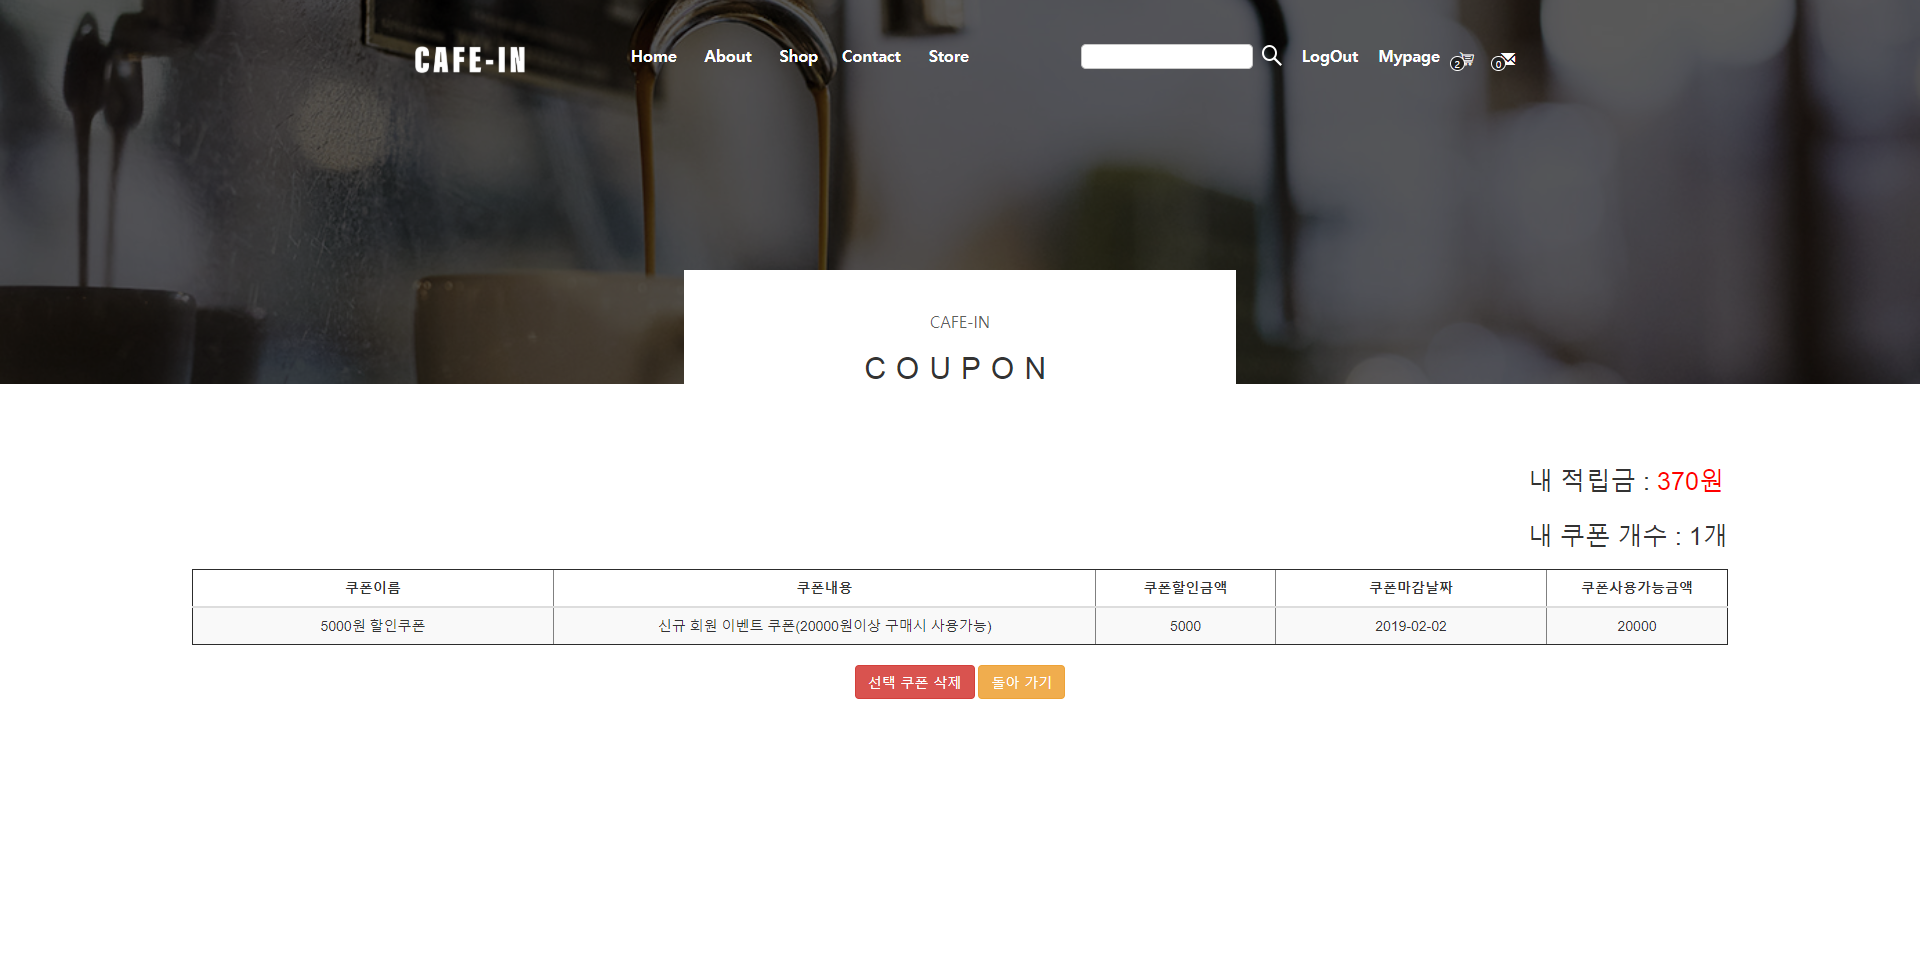 CAFE-IN Home About Shop Contact Store LogOut Mypage 2 0
CAFE-IN
COUPON
내 적립금 : 370원
내 쿠폰 개수 : 1개
쿠폰이름 쿠폰내용 쿠폰할인금액 쿠폰마감날짜 쿠폰사용가능금액
5000원 할인쿠폰 신규 회원 이벤트 쿠폰(20000원이상 구매시 사용가능) 5000 2019-02-02 20000
선택 쿠폰 삭제 돌아 가기